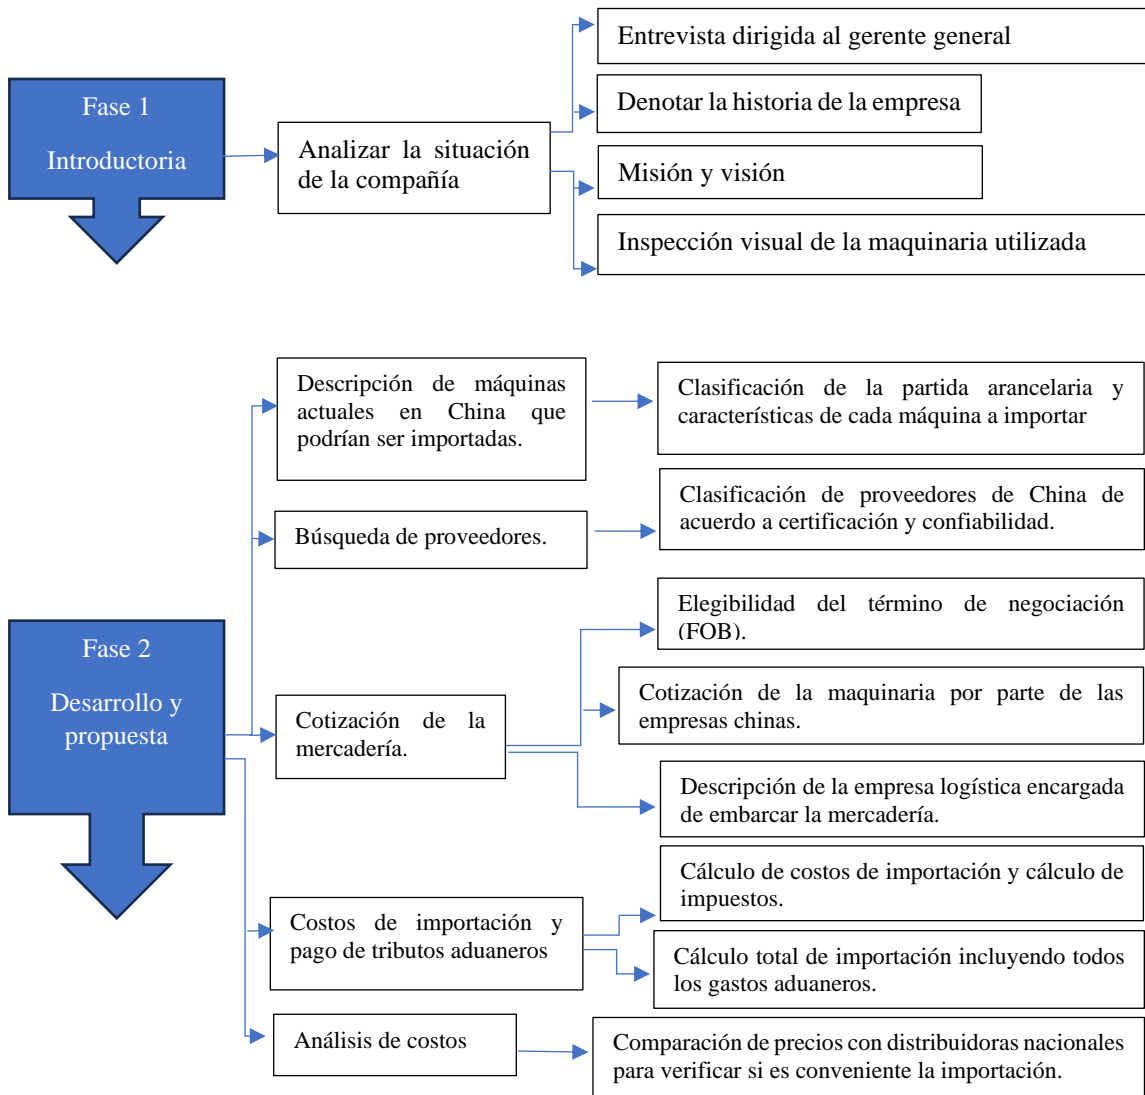 Fase 1
Introductoria
Analizar la situación
de la compañía
Entrevista dirigida al gerente general
Denotar la historia de la empresa
Misión y visión
Inspección visual de la maquinaria utilizada
Fase 2
Desarrollo y
propuesta
Descripción de máquinas
actuales en China que
podrían ser importadas.
Clasificación de la partida arancelaria y
características de cada máquina a importar
Búsqueda de proveedores.
Clasificación de proveedores de China de
acuerdo a certificación y confiabilidad.
Cotización de la
mercadería.
Elegibilidad del término de negociación
(FOB).
Cotización de la maquinaria por parte de las
empresas chinas.
Descripción de la empresa logística encargada
de embarcar la mercadería.
Costos de importación y
pago de tributos aduaneros
Cálculo de costos de importación y cálculo de
impuestos.
Cálculo total de importación incluyendo todos
los gastos aduaneros.
Análisis de costos
Comparación de precios con distribuidoras nacionales
para verificar si es conveniente la importación.